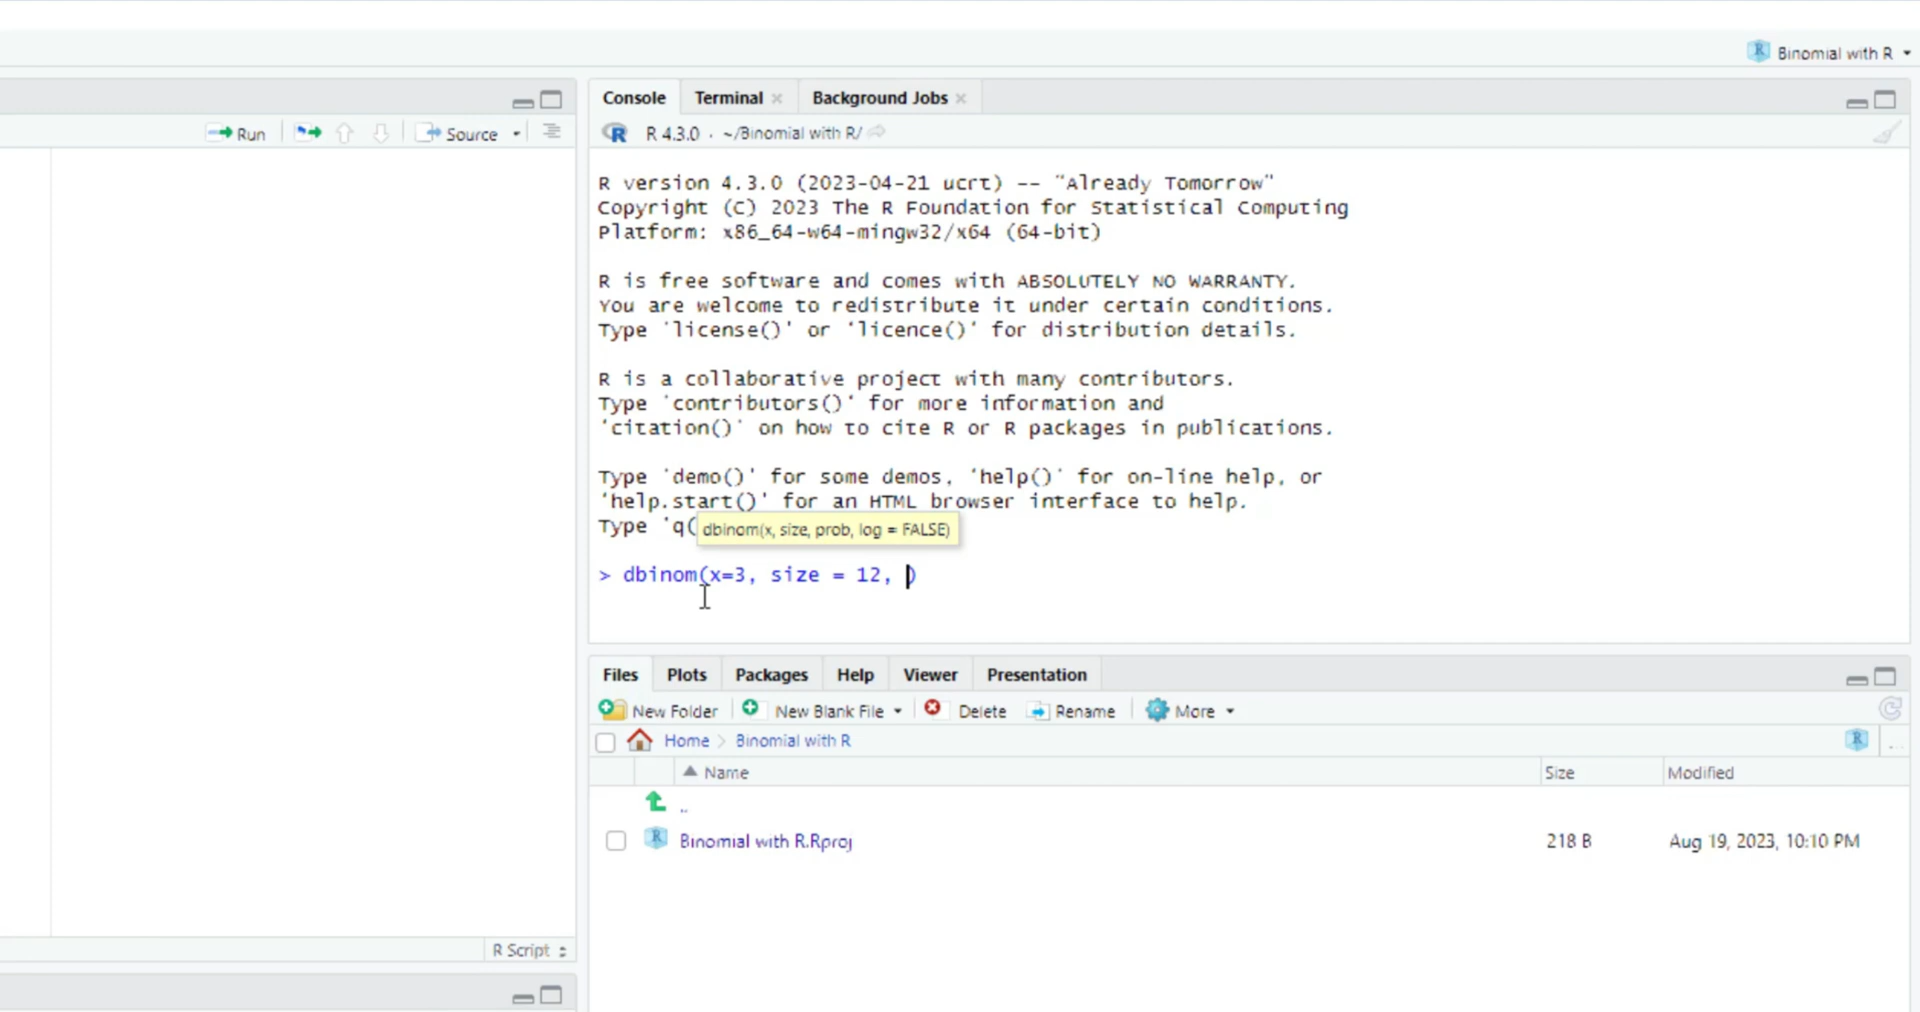 Binomial with R
Run
Source
Console Terminal Background Jobs
R 4.3.0 · ~/Binomial with R/
R version 4.3.0 (2023-04-21 ucrt) -- "Already Tomorrow"
Copyright (C) 2023 The R Foundation for Statistical Computing
Platform: x86_64-w64-mingw32/x64 (64-bit)
R is free software and comes with ABSOLUTELY NO WARRANTY.
You are welcome to redistribute it under certain conditions.
Type 'license()' or 'licence()' for distribution details.
R is a collaborative project with many contributors.
Type 'contributors()' for more information and
'citation()' on how to cite R or R packages in publications.
Type 'demo()' for some demos, 'help()' for on-line help, or
'help.start()' for an HTML browser interface to help.
Type 'q(
dbinom(x, size, prob, log = FALSE)
> dbinom(x=3, size = 12, )
Files Plots Packages Help Viewer Presentation
New Folder New Blank File Delete Rename More
Home Binomial with R
Name Size Modified
..
Binomial with R.Rproj 218 B Aug 19, 2023, 10:10 PM
R Script